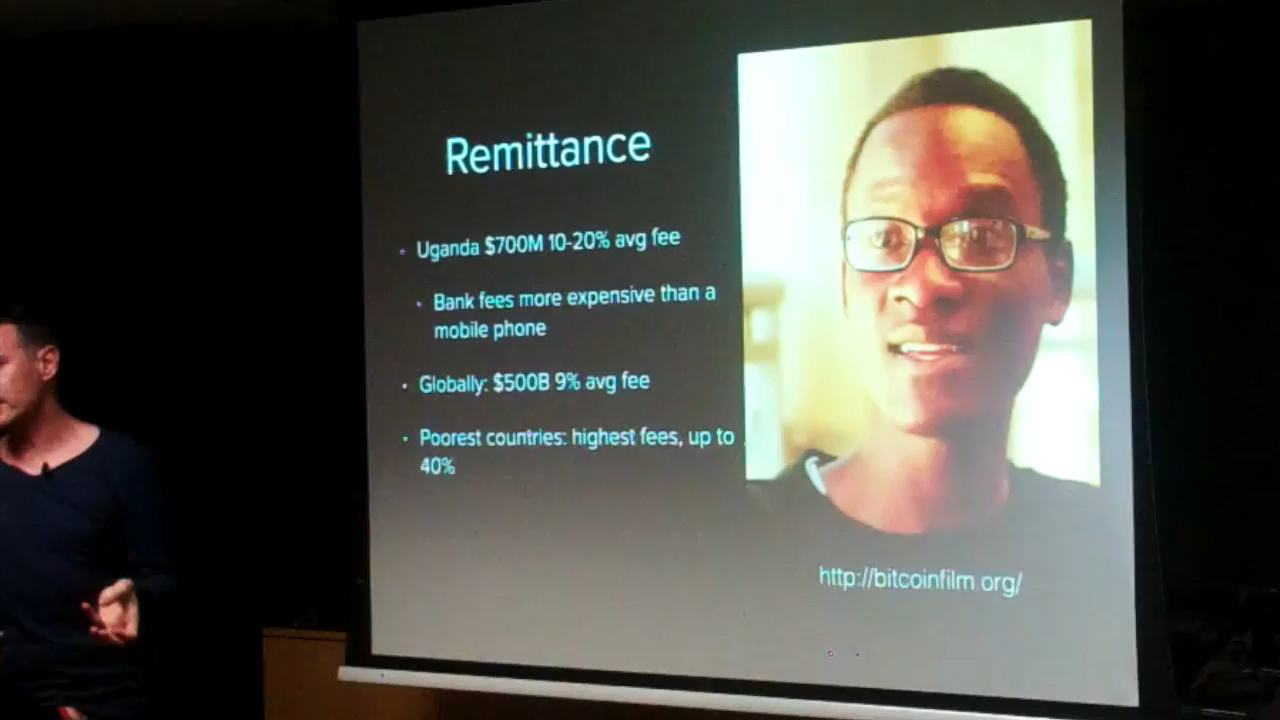 Remittance
Uganda $700M 10-20% avg fee
Bank fees more expensive than a
mobile phone
Globally: $500B 9% avg fee
Poorest countries: highest fees, up to
40%
http://bitcoinfilm.org/